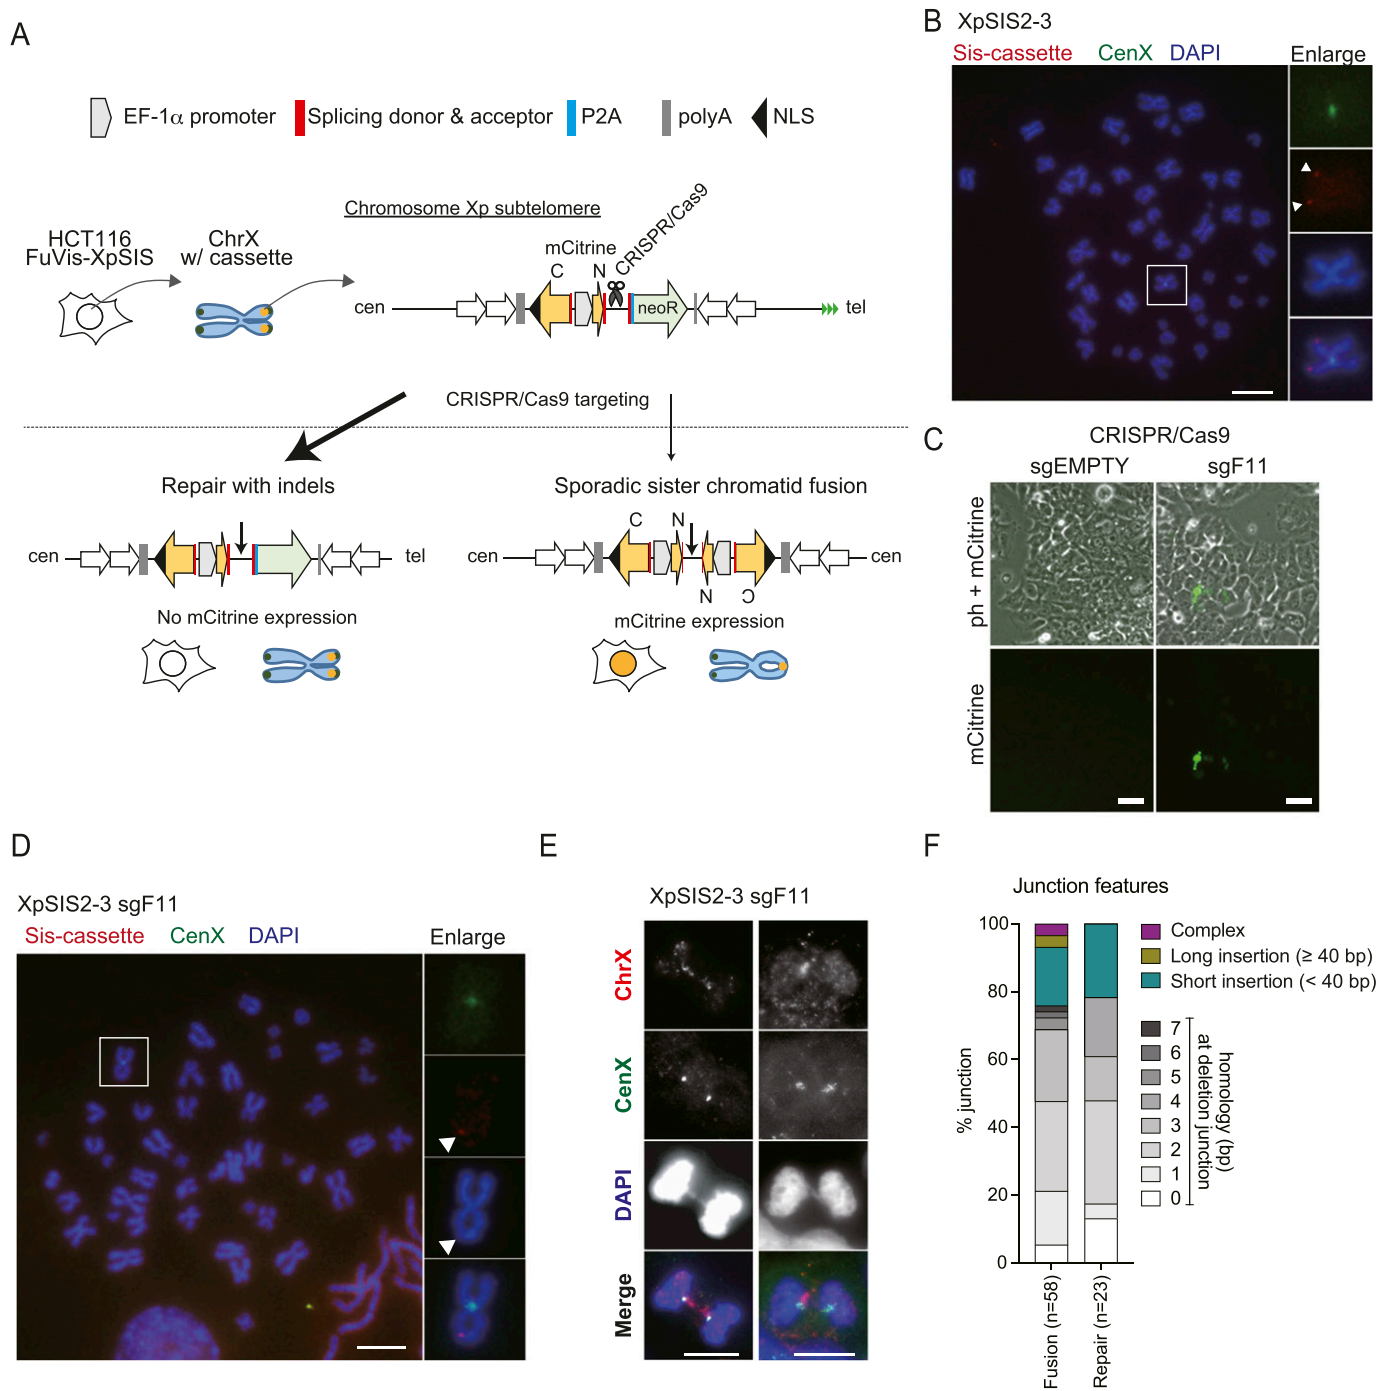 A
EF-1α promoter
Splicing donor & acceptor
P2A
polyA
NLS
Chromosome Xp subtelomere
HCT116
FuVis-XpSIS
ChrX
w/ cassette
mCitrine
C
N
CRISPR/Cas9
cen
neoR
tel
CRISPR/Cas9 targeting
Repair with indels
cen
tel
No mCitrine expression
Sporadic sister chromatid fusion
C
N
cen
cen
N
C
mCitrine expression
B
XpSIS2-3
Sis-cassette CenX DAPI
Enlarge
C
CRISPR/Cas9
sgEMPTY
sgF11
ph + mCitrine
mCitrine
D
XpSIS2-3 sgF11
Sis-cassette CenX DAPI
Enlarge
E
XpSIS2-3 sgF11
ChrX
CenX
DAPI
Merge
F
Junction features
% junction
100
80
60
40
20
0
Fusion (n=58)
Repair (n=23)
Complex
Long insertion (≥ 40 bp)
Short insertion (< 40 bp)
7
6
5
4
3
2
1
0
homology (bp)
at deletion junction